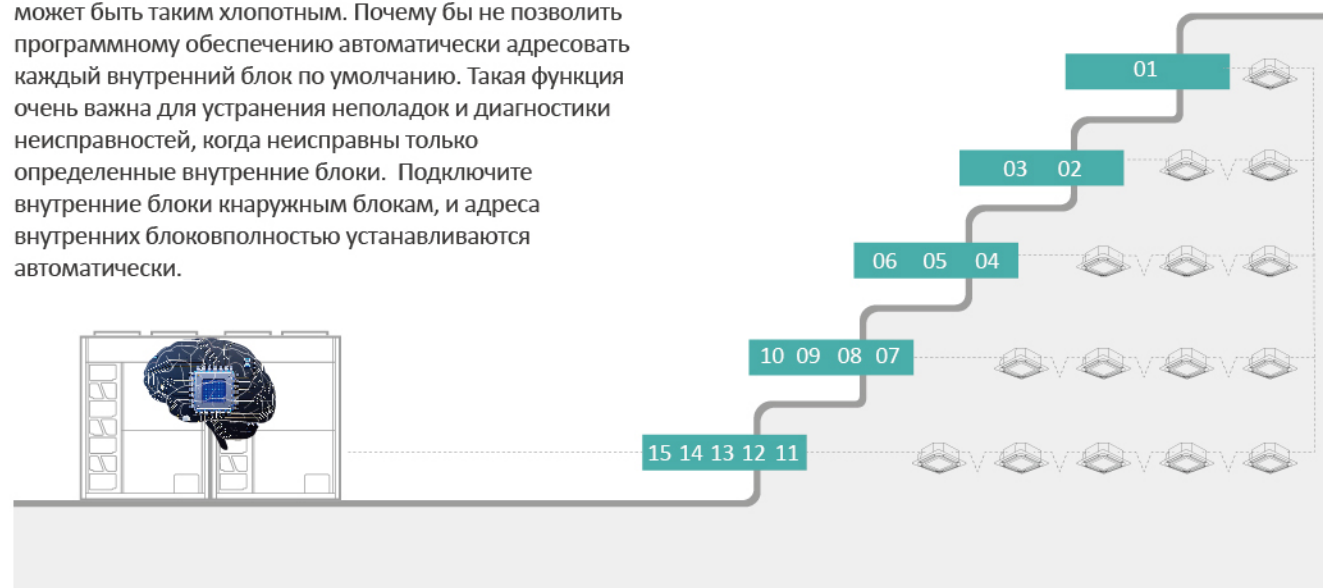 может быть таким хлопотным. Почему бы не позволить
программному обеспечению автоматически адресовать
каждый внутренний блок по умолчанию. Такая функция
очень важна для устранения неполадок и диагностики
неисправностей, когда неисправны только
определенные внутренние блоки. Подключите
внутренние блоки кнаружным блокам, и адреса
внутренних блоковполностью устанавливаются
автоматически.
01
03 02
06 05 04
10 09 08 07
15 14 13 12 11